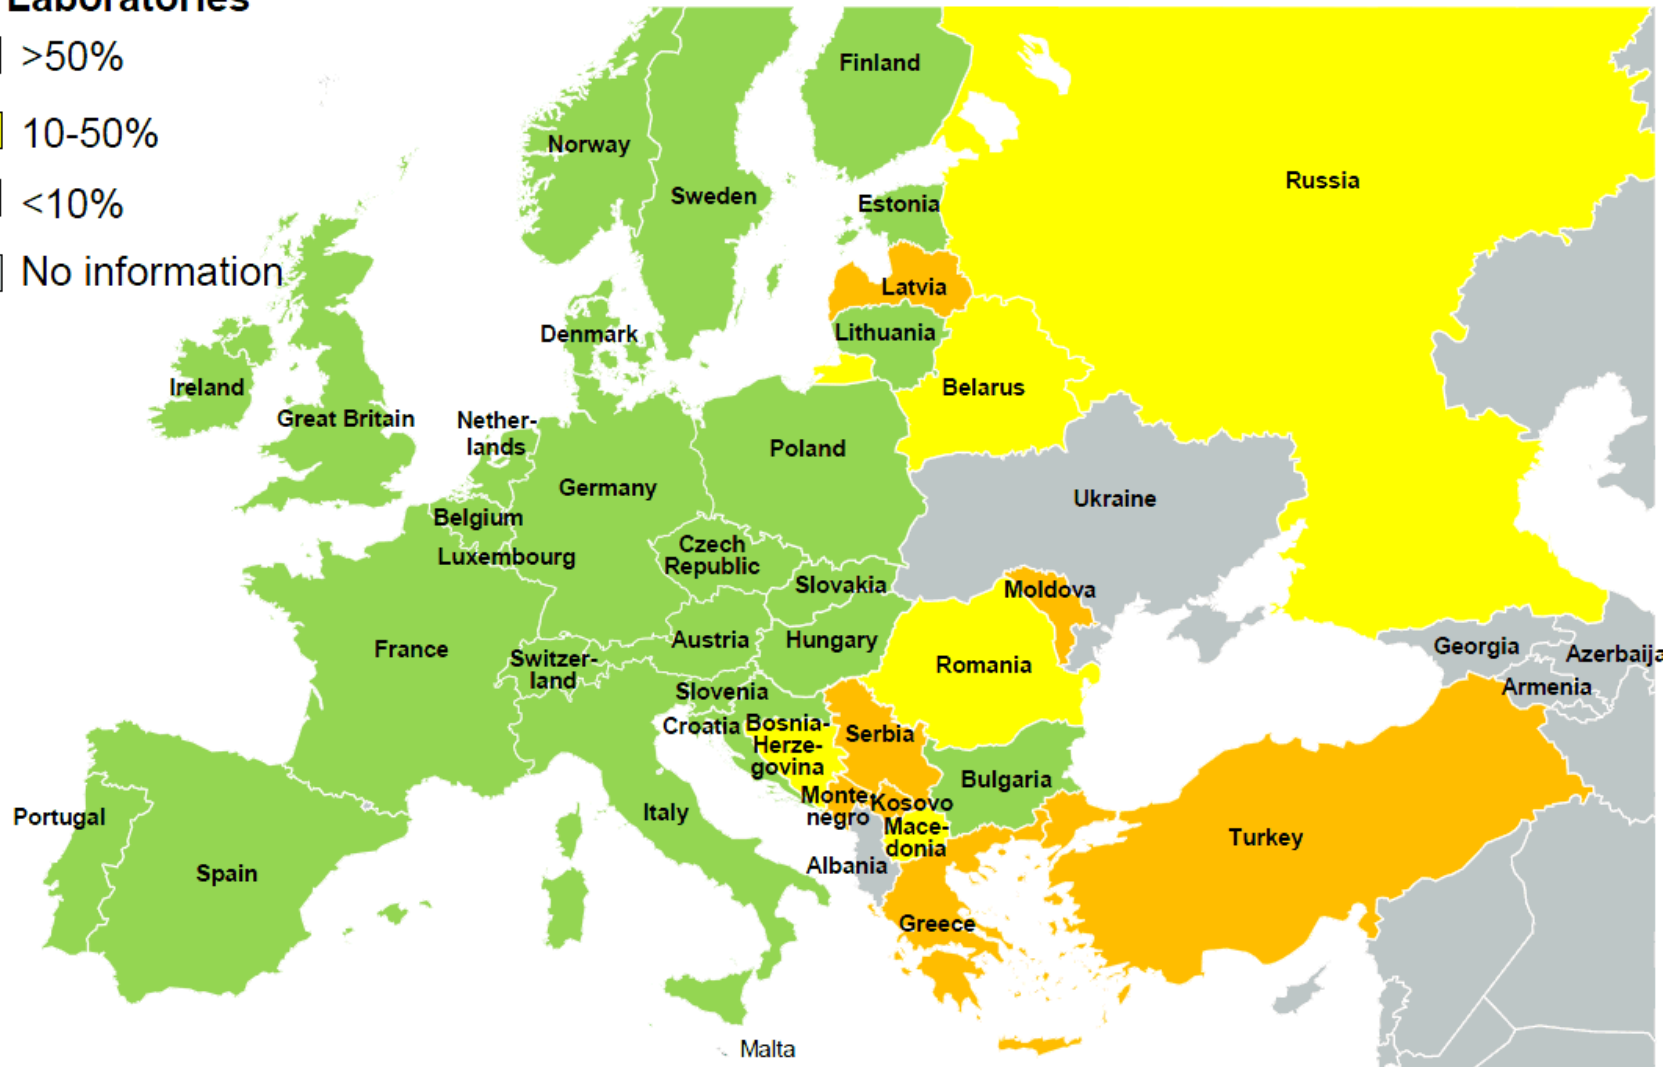 Laboratories
>50%
10-50%
<10%
No information
Finland
Norway
Sweden
Russia
Estonia
Latvia
Lithuania
Denmark
Ireland
Great Britain
Belarus
Nether-
lands
Poland
Germany
Ukraine
Belgium
Luxembourg
Czech
Republic
Slovakia
Moldova
France
Austria
Hungary
Switzer-
land
Romania
Georgia
Azerbaija
Armenia
Slovenia
Croatia
Bosnia-
Herze-
govina
Serbia
Bulgaria
Monte
negro
Kosovo
Mace-
donia
Portugal
Italy
Turkey
Spain
Albania
Greece
Malta